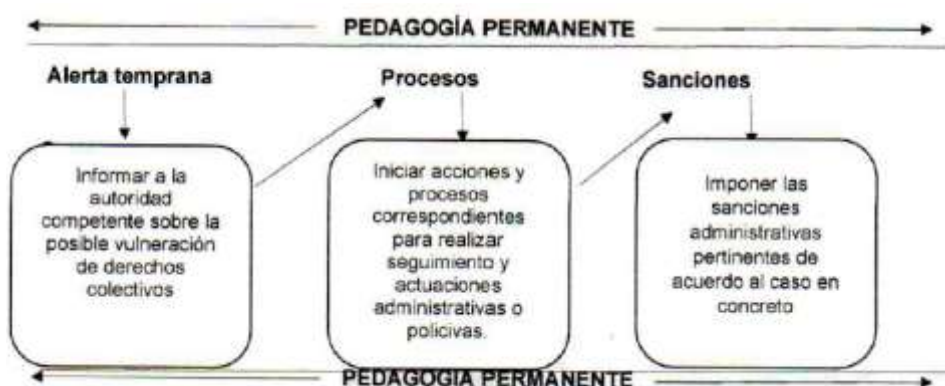 PEDAGOGÍA PERMANENTE
Alerta temprana
Procesos
Sanciones
Informar a la
autoridad
competente sobre la
posible vulneración
de derechos
colectivos
Iniciar acciones y
procesos
correspondientes
para realizar
seguimiento y
actuaciones
administrativas o
policivas.
Imponer las
sanciones
administrativas
pertinentes de
acuerdo al caso en
concreto
PEDAGOGÍA PERMANENTE